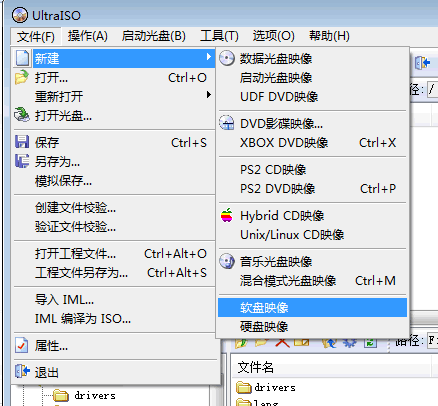 UltraISO
文件(F) 操作(A) 启动光盘(B) 工具(T) 选项(O) 帮助(H)
新建
打开... Ctrl+O
重新打开
打开光盘...
保存 Ctrl+S
另存为...
模拟保存...
创建文件校验...
验证文件校验...
打开工程文件... Ctrl+Alt+O
工程文件另存为... Ctrl+Alt+S
导入 IML...
IML 编译为 ISO...
属性...
退出
数据光盘映像
启动光盘映像
UDF DVD映像
DVD影碟映像...
XBOX DVD映像 Ctrl+X
PS2 CD映像
PS2 DVD映像 Ctrl+P
Hybrid CD映像
Unix/Linux CD映像
音乐光盘映像
混合模式光盘映像 Ctrl+M
软盘映像
硬盘映像
径: /
路径: F:
文件名
drivers
lang
drivers